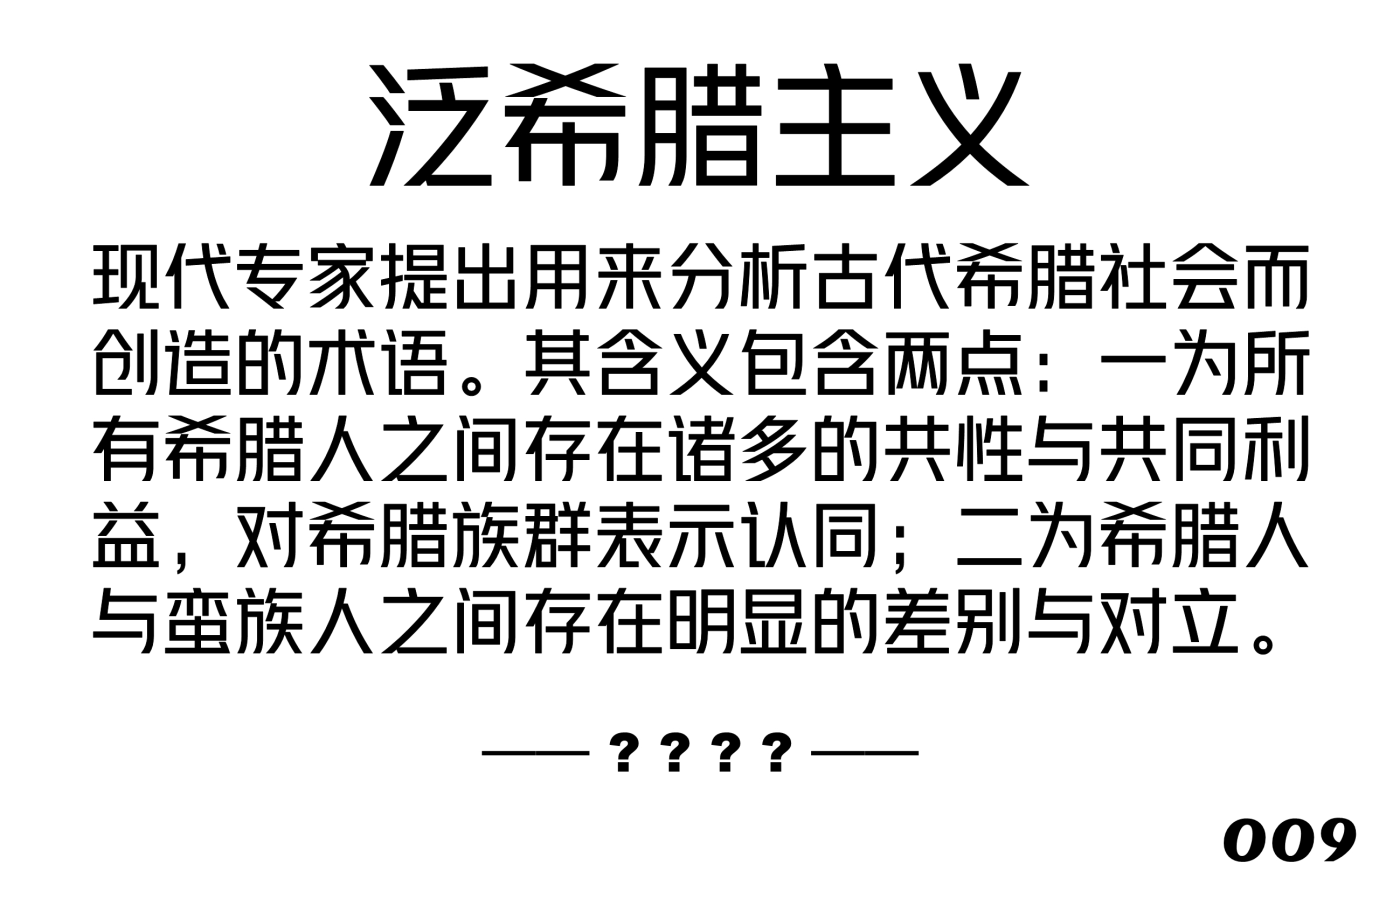 泛希腊主义
现代专家提出用来分析古代希腊社会而
创造的术语。其含义包含两点：一为所
有希腊人之间存在诸多的共性与共同利
益，对希腊族群表示认同；二为希腊人
与蛮族人之间存在明显的差别与对立。
——？？？？——
009